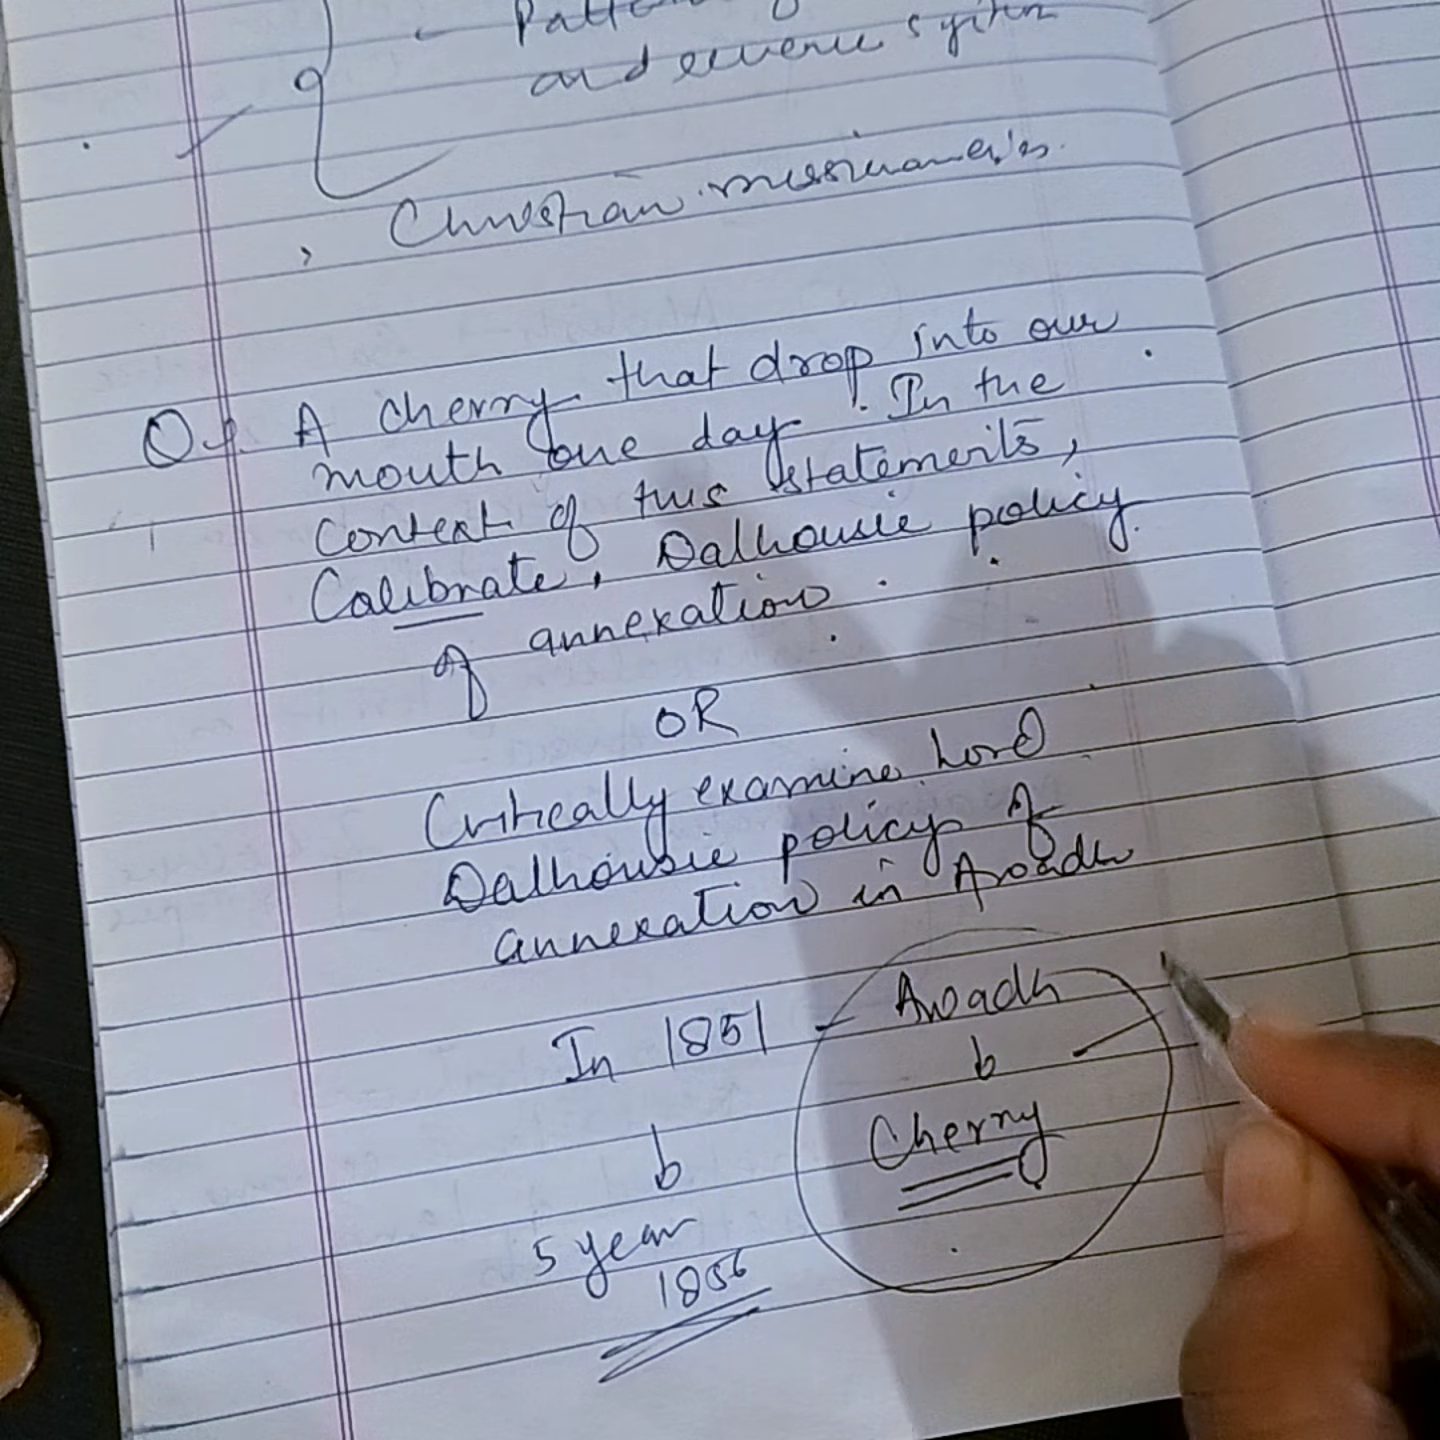 and revenue system
Christian missionaries.
Q. A cherry that drop into our
mouth one day. In the
context of this statements,
Calibrate, Dalhousie policy.
of annexation.
OR
Critically examine Lord
Dalhousie policy of
annexation in Awadh
In 1851 - Awadh
Cherry
5 year
1856